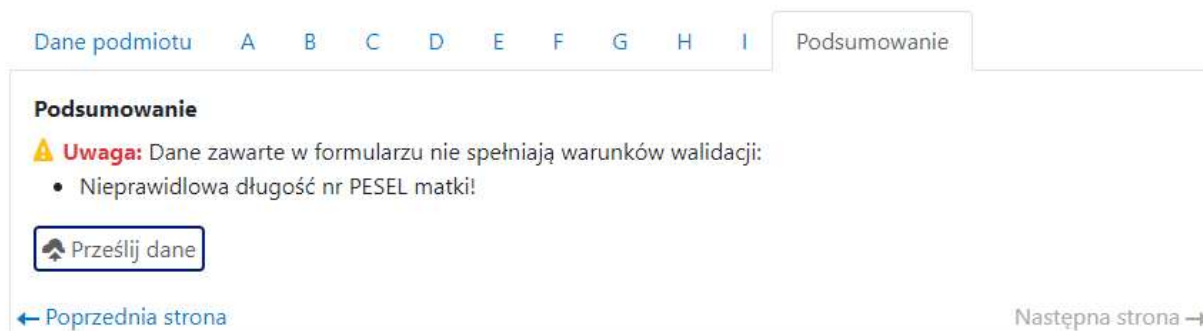 Dane podmiotu A B C D E F G H I Podsumowanie
Podsumowanie
Uwaga: Dane zawarte w formularzu nie spełniają warunków walidacji:
• Nieprawidlowa długość nr PESEL matki!
Prześlij dane
← Poprzednia strona Następna strona →